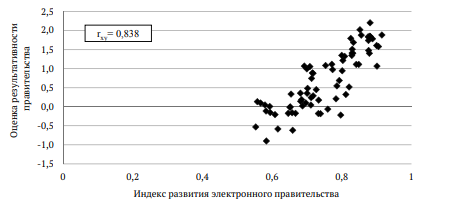 2,5
2,0
1,5
1,0
0,5
0,0
-0,5
-1,0
-1,5
rxy= 0,838
Оценка результативности
правительства
0 0,2 0,4 0,6 0,8 1
Индекс развития электронного правительства